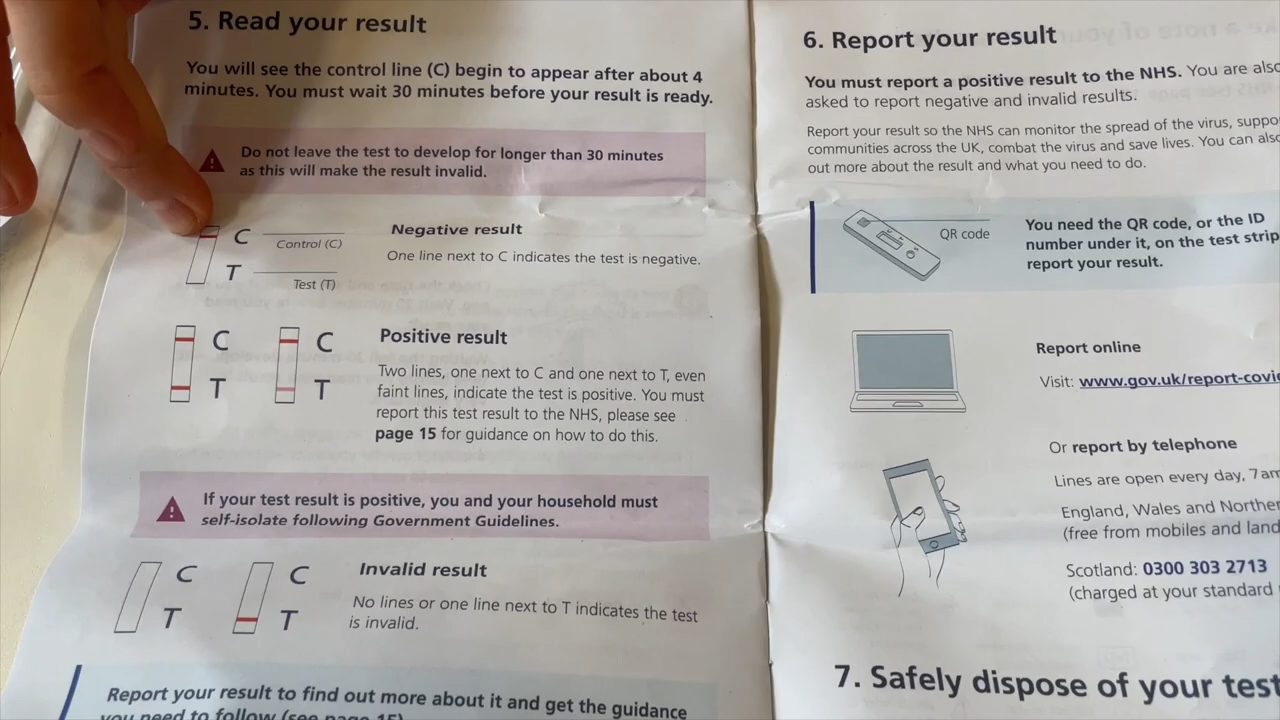 5. Read your result
You will see the control line (C) begin to appear after about 4
minutes. You must wait 30 minutes before your result is ready.
Do not leave the test to develop for longer than 30 minutes
as this will make the result invalid.
C
Control (C)
T
Test (T)
Negative result
One line next to C indicates the test is negative.
C
T
C
T
Positive result
Two lines, one next to C and one next to T, even
faint lines, indicate the test is positive. You must
report this test result to the NHS, please see
page 15 for guidance on how to do this.
If your test result is positive, you and your household must
self-isolate following Government Guidelines.
C
T
C
T
Invalid result
No lines or one line next to T indicates the test
is invalid.
Report your result to find out more about it and get the guidance
you need to follow (see page 15)
6. Report your result
You must report a positive result to the NHS. You are also
asked to report negative and invalid results.
Report your result so the NHS can monitor the spread of the virus, suppo
communities across the UK, combat the virus and save lives. You can also
out more about the result and what you need to do.
QR code
You need the QR code, or the ID
number under it, on the test strip
report your result.
Report online
Visit: www.gov.uk/report-covi
Or report by telephone
Lines are open every day, 7am
England, Wales and Norther
(free from mobiles and land
Scotland: 0300 303 2713
(charged at your standard
7. Safely dispose of your test